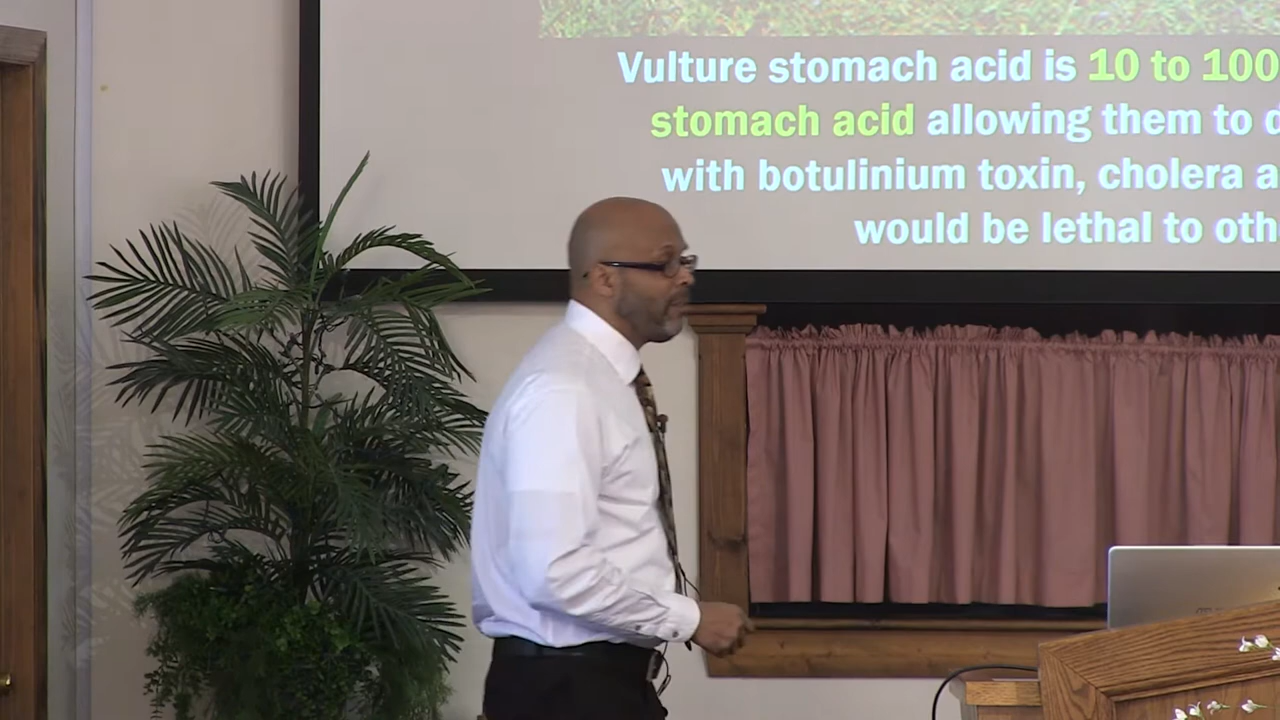 Vulture stomach acid is 10 to 100
stomach acid allowing them to
with botulinium toxin, cholera
would be lethal to